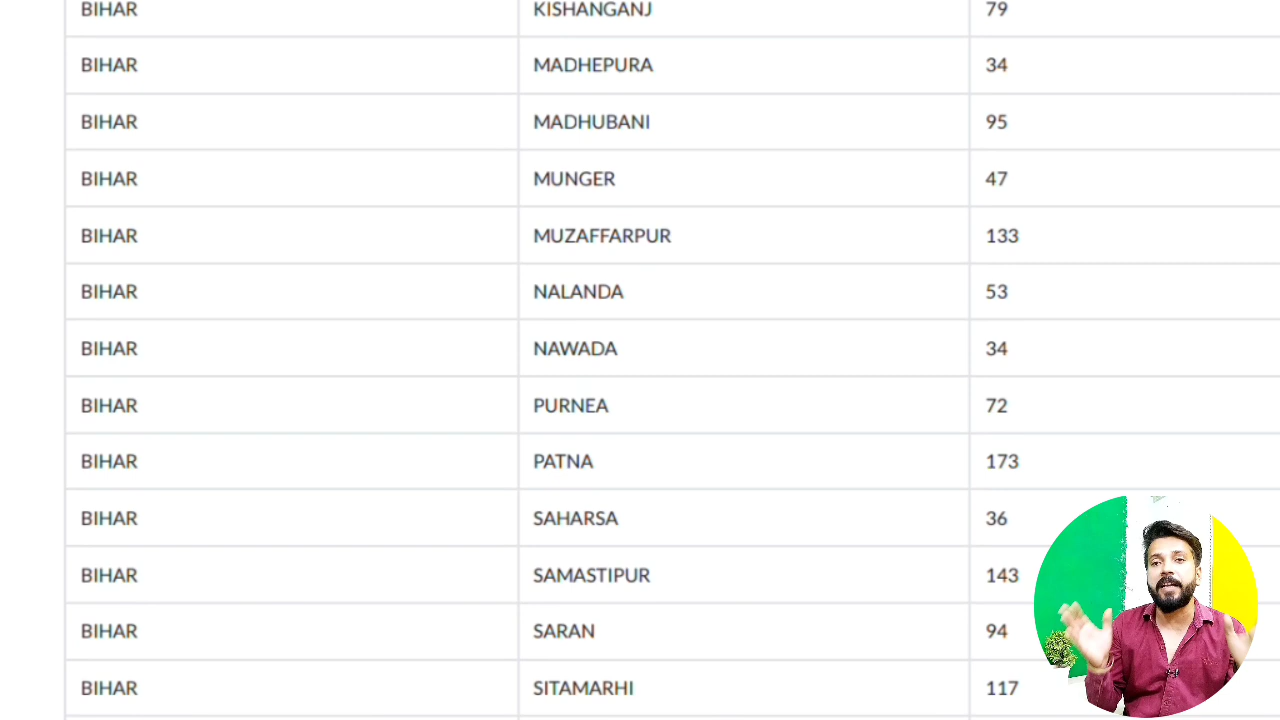 BIHAR KISHANGANJ 79
BIHAR MADHEPURA 34
BIHAR MADHUBANI 95
BIHAR MUNGER 47
BIHAR MUZAFFARPUR 133
BIHAR NALANDA 53
BIHAR NAWADA 34
BIHAR PURNEA 72
BIHAR PATNA 173
BIHAR SAHARSA 36
BIHAR SAMASTIPUR 143
BIHAR SARAN 94
BIHAR SITAMARHI 117